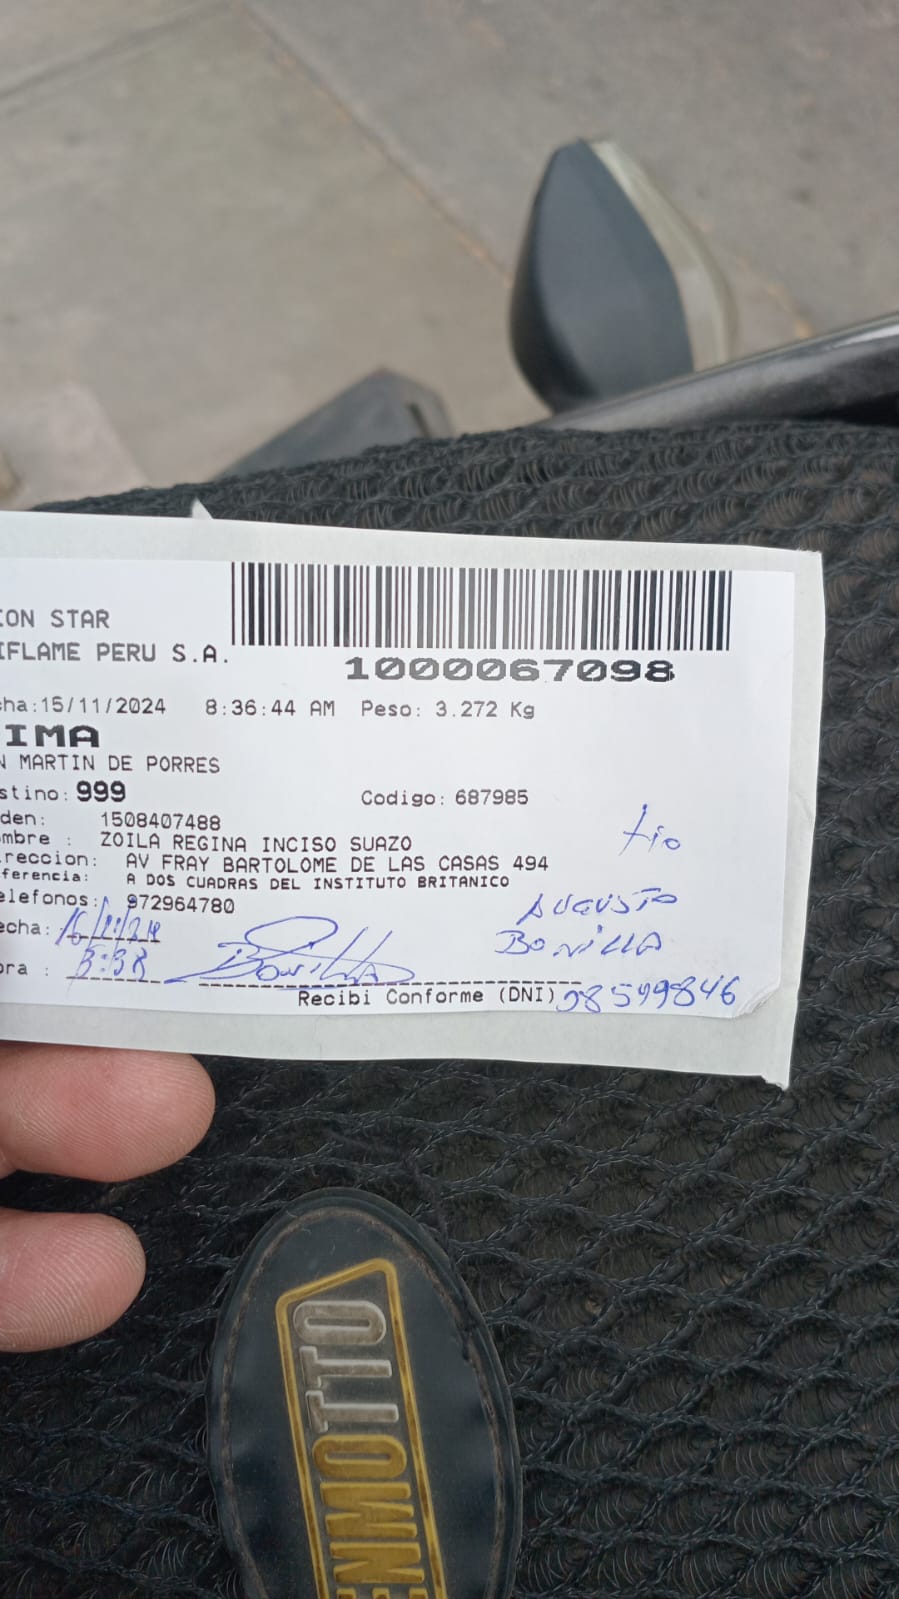 ION STAR
IFLAME PERU S.A.
1000067098
cha:15/11/2024 8:36:44 AM Peso: 3.272 Kg
IMA
N MARTIN DE PORRES
stino: 999 Codigo: 687985
den: 1508407488
ombre : ZOILA REGINA INCISO SUAZO
reccion: AV FRAY BARTOLOME DE LAS CASAS 494
ferencia: A DOS CUADRAS DEL INSTITUTO BRITANICO
elefonos: 972964780
tio
AUGUSTO
BONILLA
echa: 16/11/24
ora : 3:38 Bonilla
Recibi Conforme (DNI) 08599846
ENMOTTO